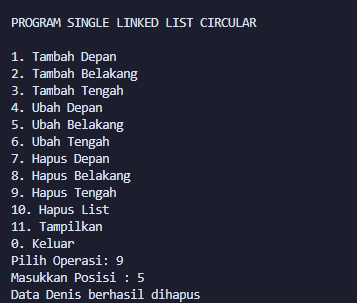 PROGRAM SINGLE LINKED LIST CIRCULAR
1. Tambah Depan
2. Tambah Belakang
3. Tambah Tengah
4. Ubah Depan
5. Ubah Belakang
6. Ubah Tengah
7. Hapus Depan
8. Hapus Belakang
9. Hapus Tengah
10. Hapus List
11. Tampilkan
0. Keluar
Pilih Operasi: 9
Masukkan Posisi : 5
Data Denis berhasil dihapus